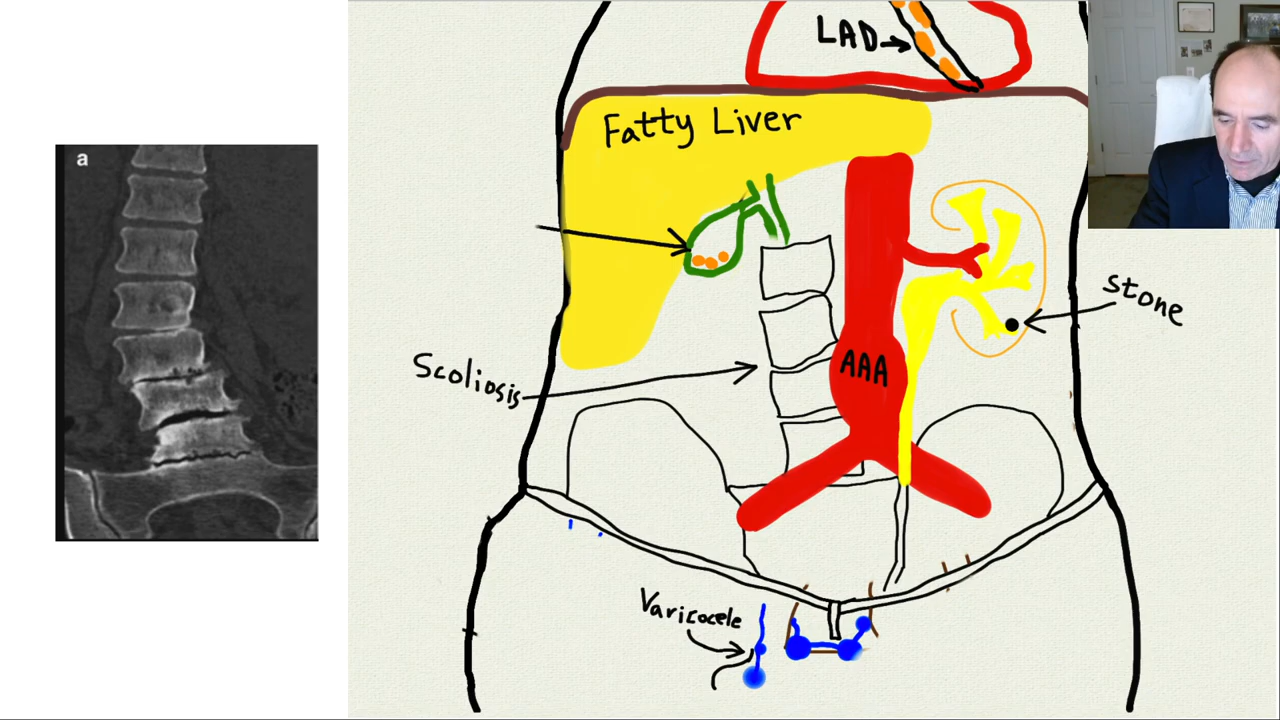 a
LAD
Fatty Liver
Stone
AAA
Scoliosis
Varicocele